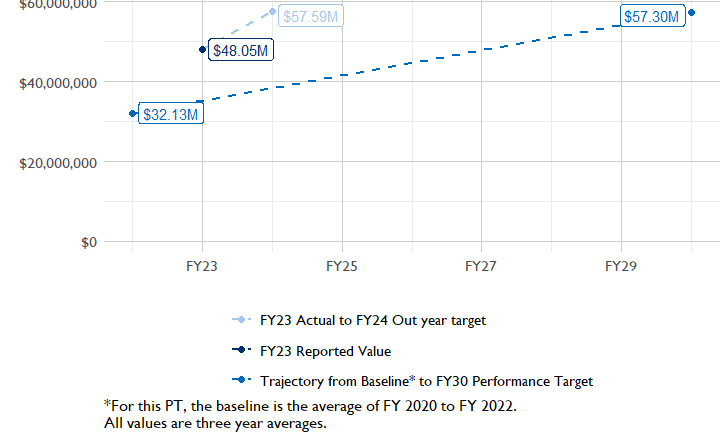 $60,000,000
$57.59M
$57.30M
$48.05M
$40,000,000
$32.13M
$20,000,000
$0
FY23 FY25 FY27 FY29
FY23 Actual to FY24 Out year target
FY23 Reported Value
Trajectory from Baseline* to FY30 Performance Target
*For this PT, the baseline is the average of FY 2020 to FY 2022.
All values are three year averages.